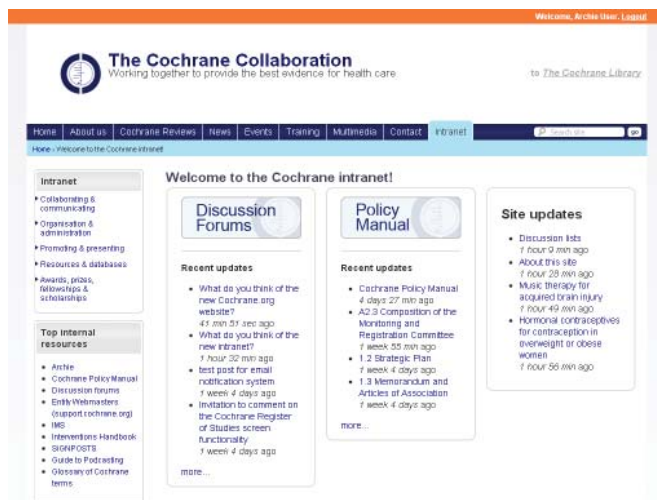 Welcome, Archie User. Logout
The Cochrane Collaboration
Working together to provide the best evidence for health care
to The Cochrane Library
Home
About us
Cochrane Reviews
News
Events
Training
Multimedia
Contact
Intranet
Search site
go
Home › Welcome to the Cochrane intranet!
Intranet
Collaborating &
communicating
Organisation &
administration
Promoting & presenting
Resources & databases
Awards, prizes,
fellowships &
scholarships
Top internal
resources
Archie
Cochrane Policy Manual
Discussion forums
Entity Webmasters
(support.cochrane.org)
IMS
Interventions Handbook
SIGNPOSTS
Guide to Podcasting
Glossary of Cochrane
terms
Welcome to the Cochrane intranet!
Discussion
Forums
Recent updates
What do you think of the
new Cochrane.org
website?
41 min 51 sec ago
What do you think of the
new intranet?
1 hour 32 min ago
test post for email
notification system
1 week 4 days ago
Invitation to comment on
the Cochrane Register
of Studies screen
functionality
1 week 4 days ago
more...
Policy
Manual
Recent updates
Cochrane Policy Manual
4 days 27 min ago
A2.3 Composition of the
Monitoring and
Registration Committee
1 week 55 min ago
1.2 Strategic Plan
1 week 4 days ago
1.3 Memorandum and
Articles of Association
1 week 4 days ago
more...
Site updates
Discussion lists
1 hour 9 min ago
About this site
1 hour 28 min ago
Music therapy for
acquired brain injury
1 hour 49 min ago
Hormonal contraceptives
for contraception in
overweight or obese
women
1 hour 56 min ago